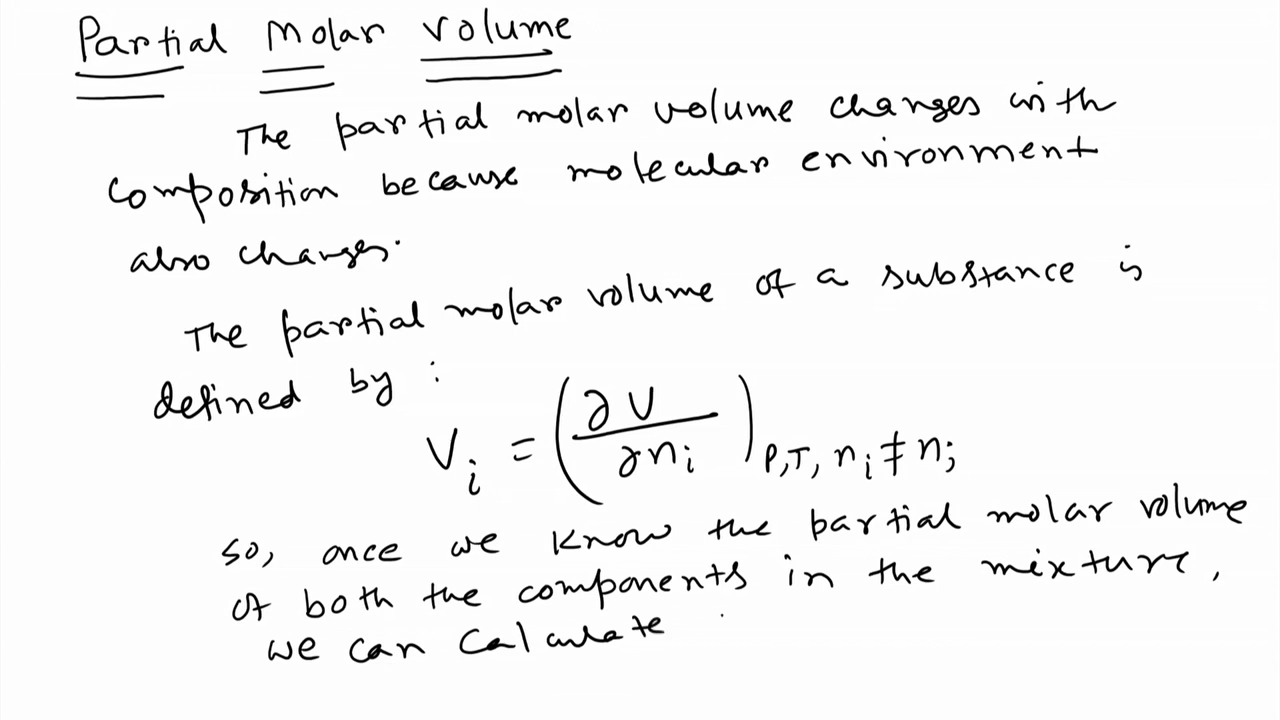 Partial Molar Volume
The partial molar volume changes with
composition because molecular environment
also changes.
The partial molar volume of a substance is
defined by :
V_i = (∂V/∂n_i)_P,T, n_i ≠ n_j
So, once we know the partial molar volume
of both the components in the mixture,
we can calculate